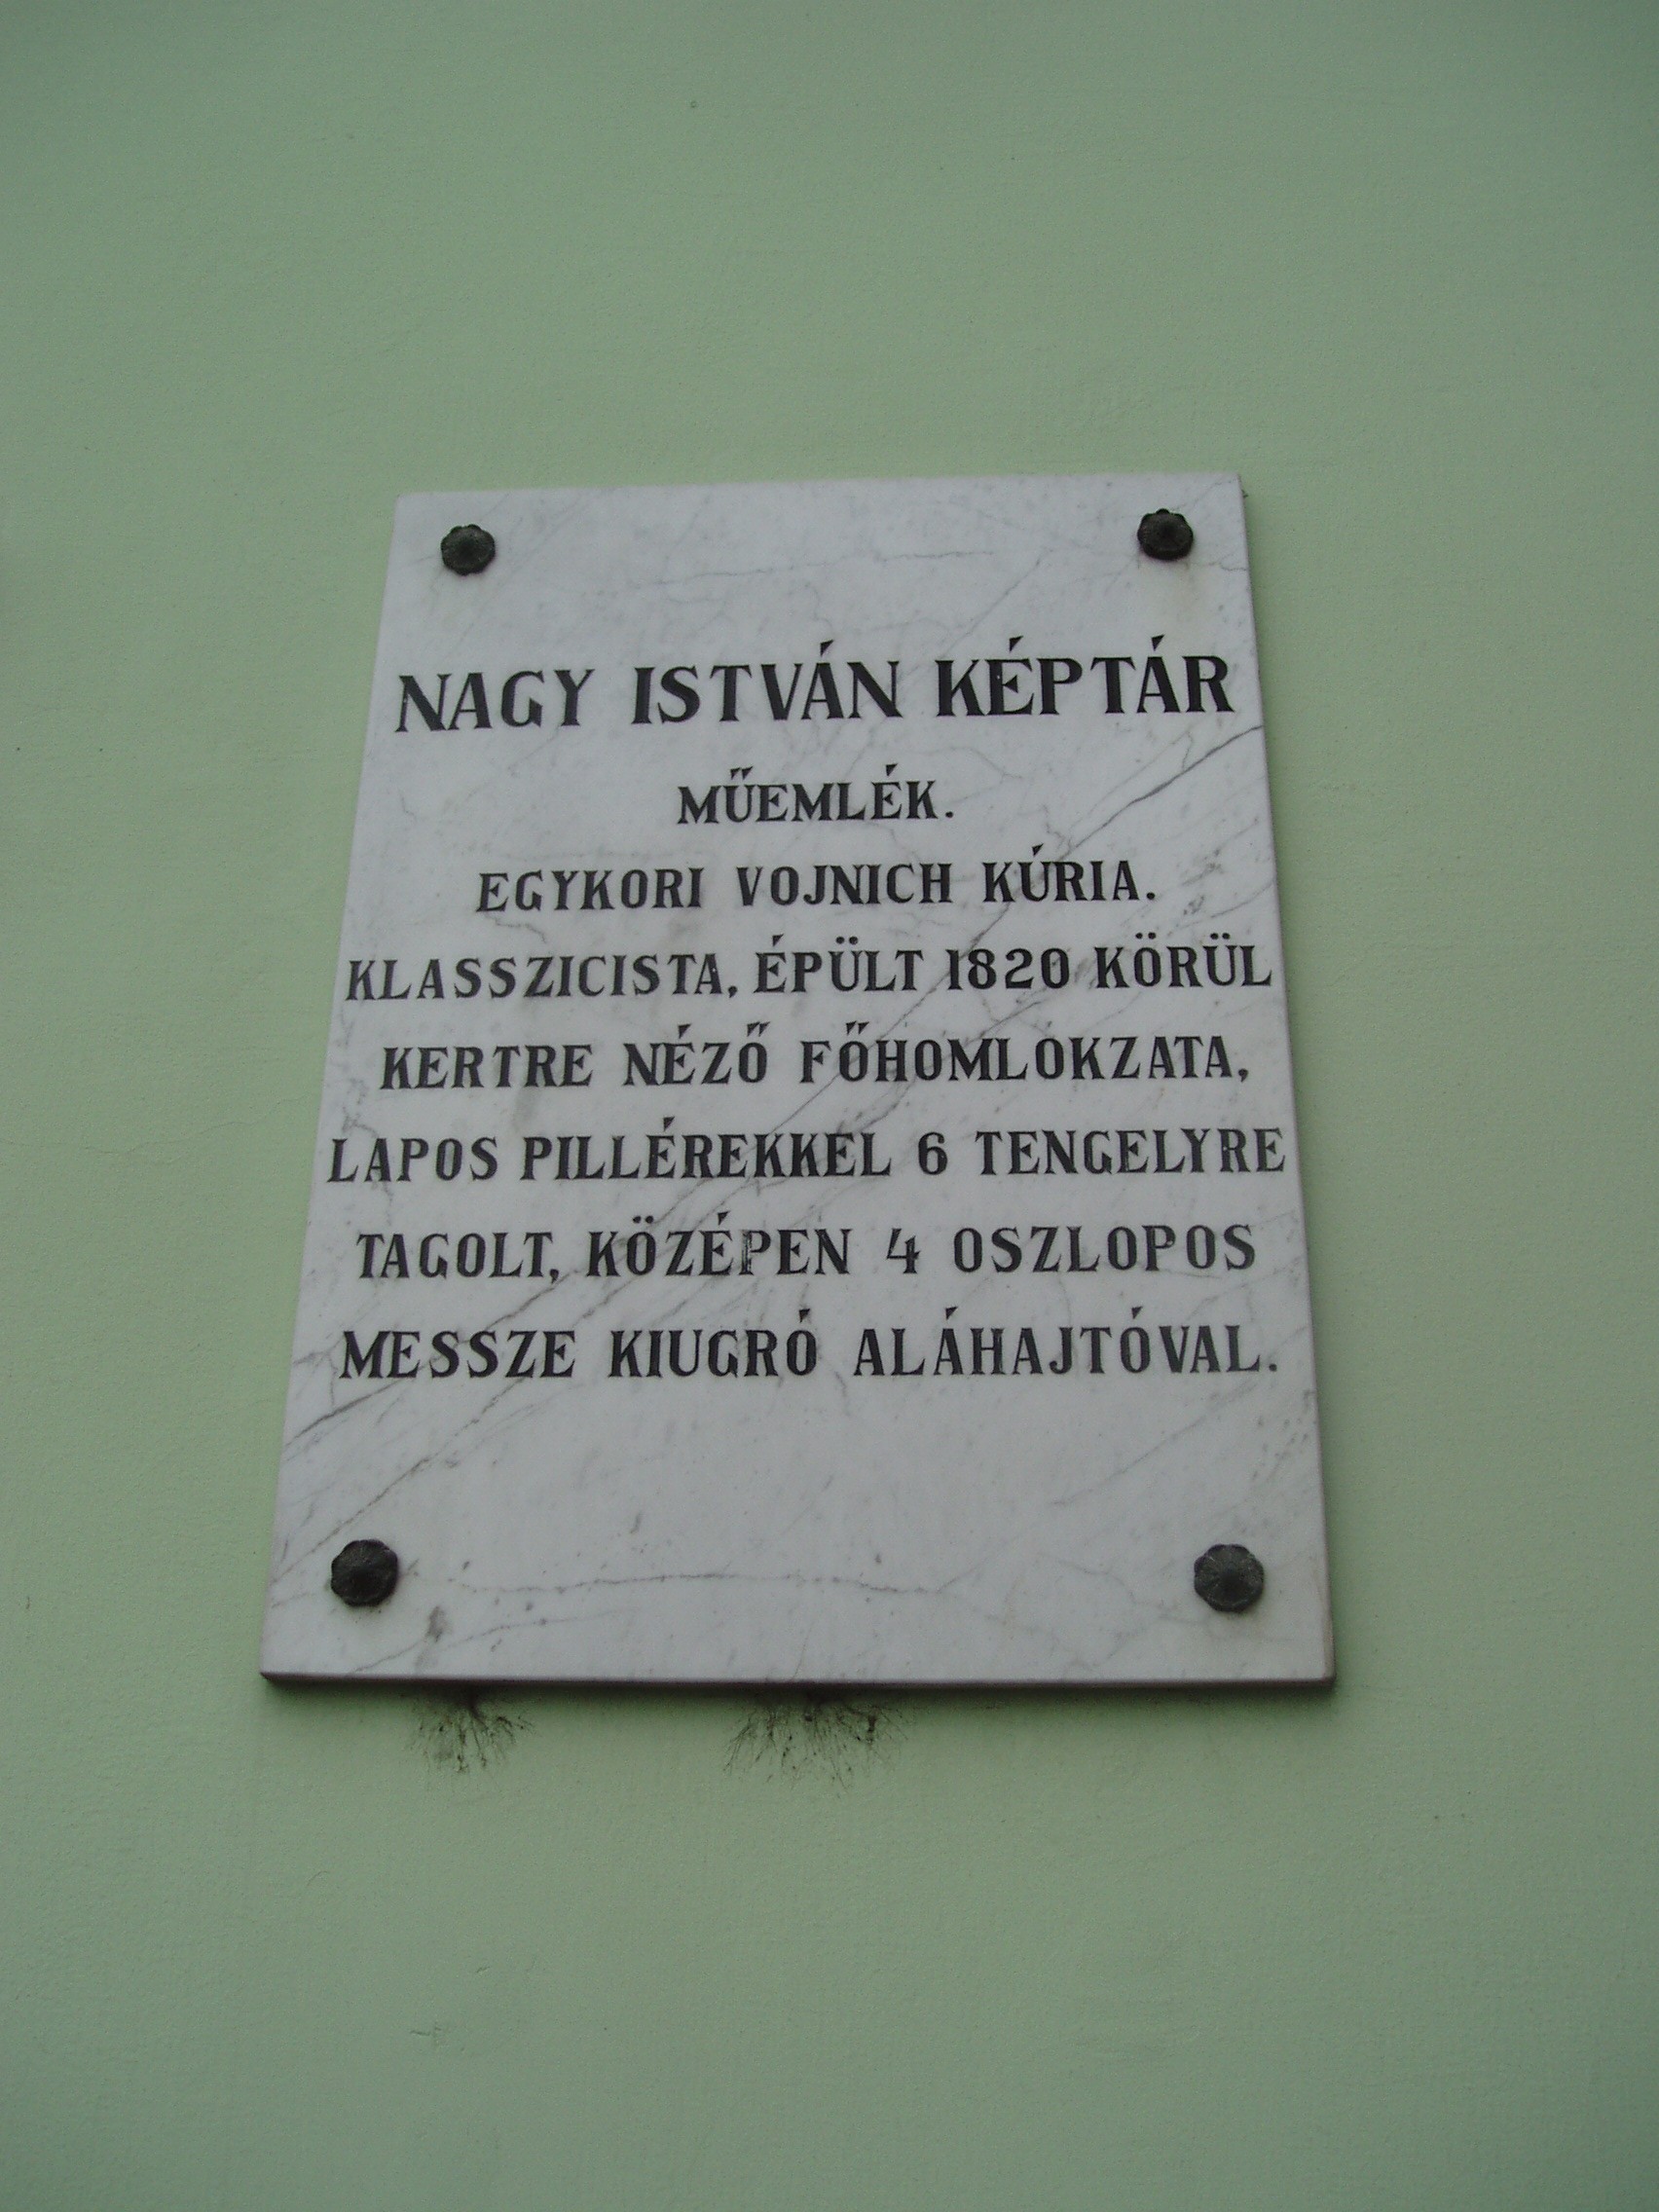 NAGY ISTVÁN KÉPTÁR
MŰEMLÉK.
EGYKORI VOJNICH KÚRIA.
KLASSZICISTA, ÉPÜLT 1820 KÖRÜL
KERTRE NÉZŐ FŐHOMLOKZATA,
LAPOS PILLÉREKKEL 6 TENGELYRE
TAGOLT, KÖZÉPEN 4 OSZLOPOS
MESSZE KIUGRÓ ALÁHAJTÓVAL.